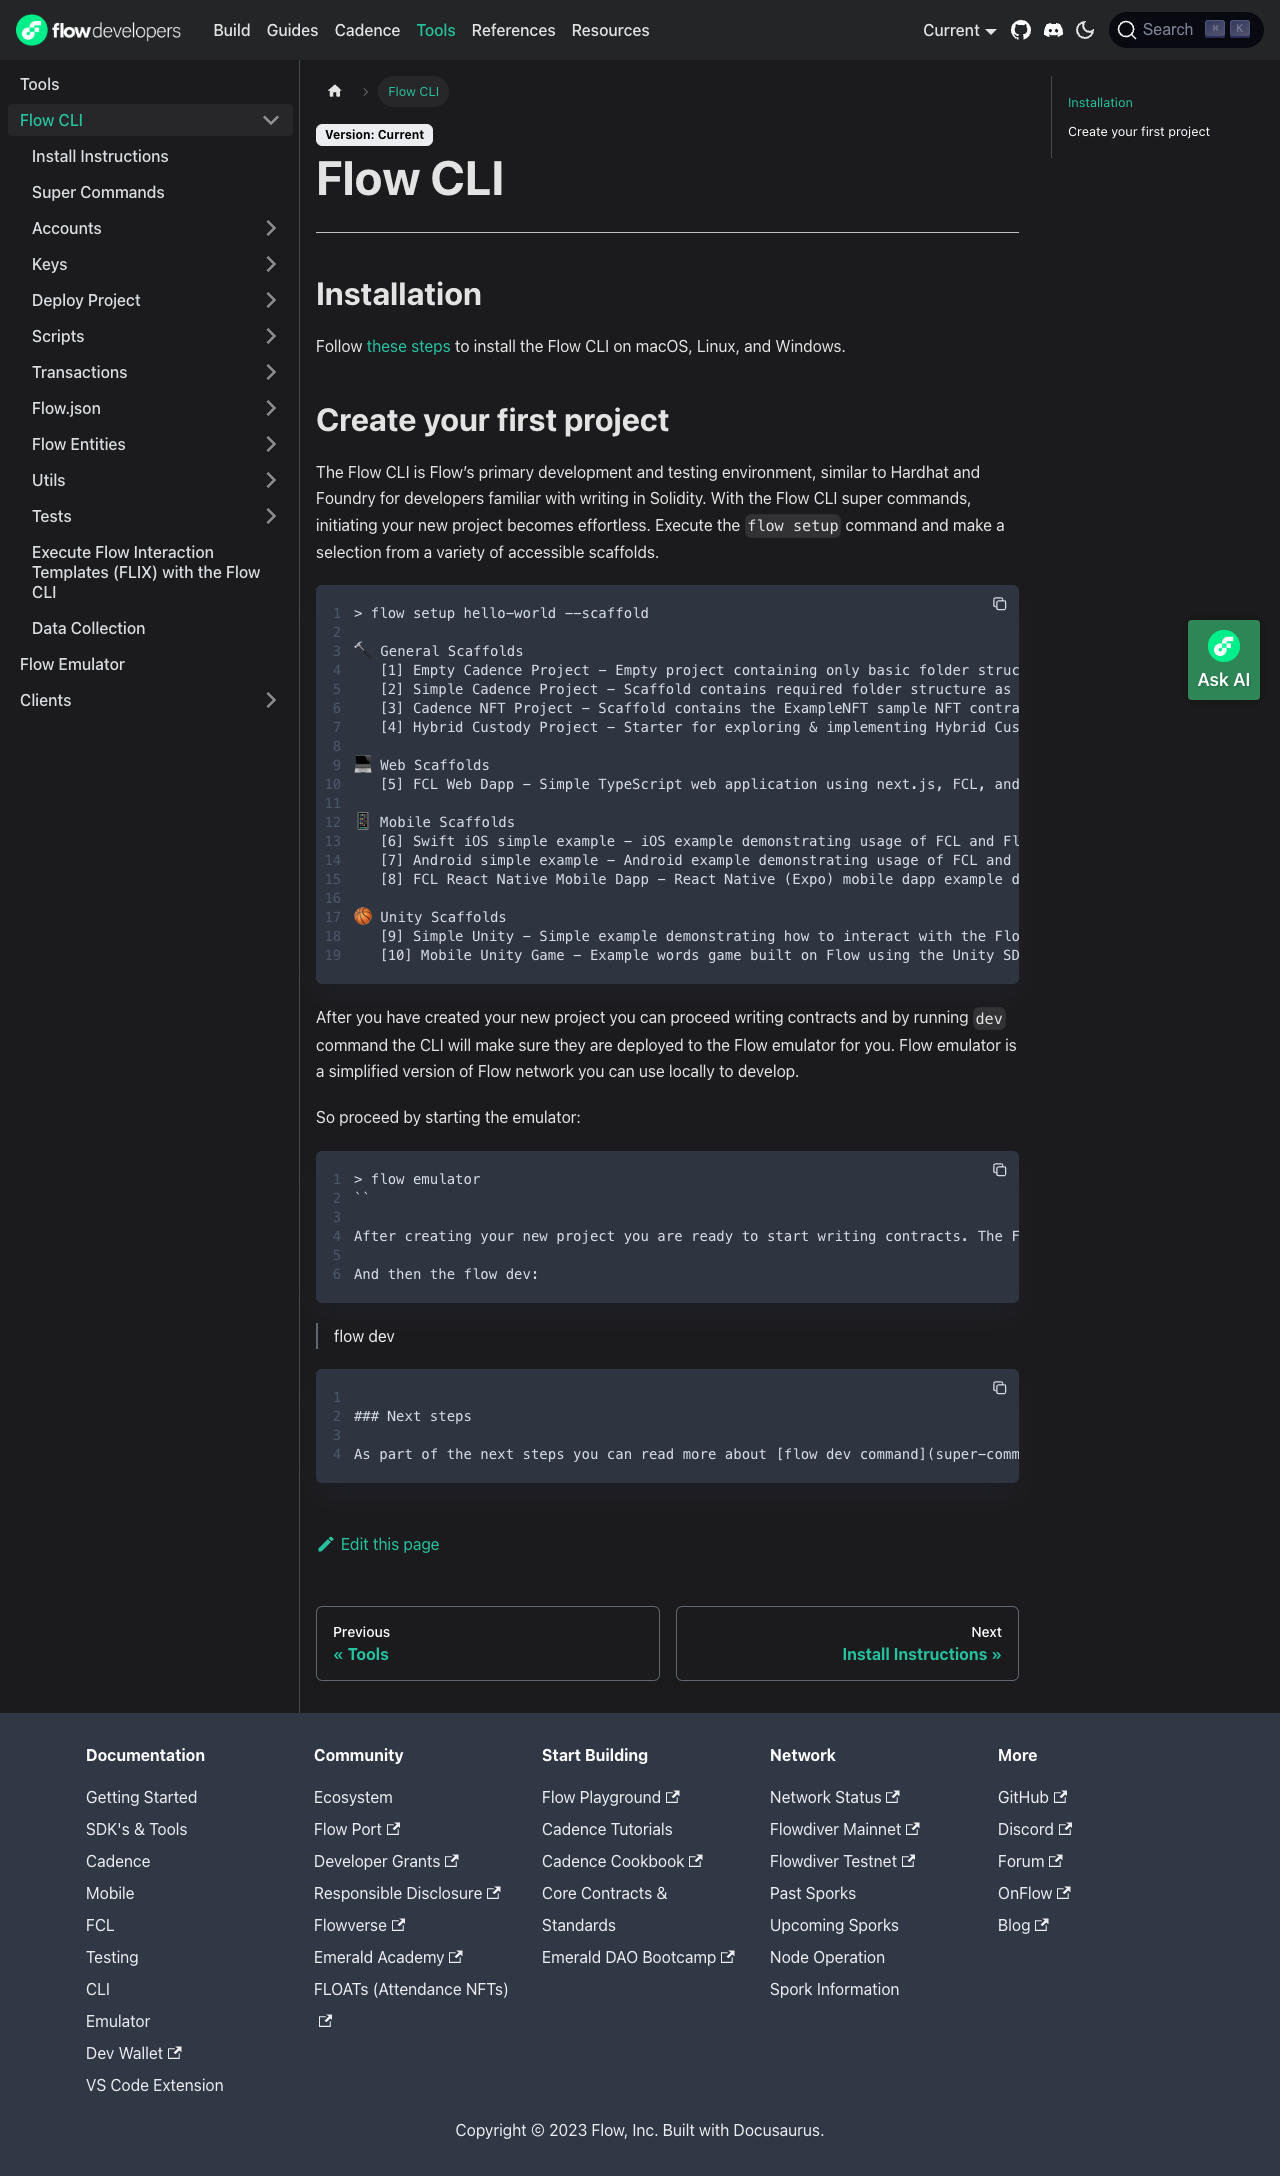 flowdevelopers
Build Guides Cadence Tools References Resources
Current
Search ⌘ K
Tools
Flow CLI
Install Instructions
Super Commands
Accounts
Keys
Deploy Project
Scripts
Transactions
Flow.json
Flow Entities
Utils
Tests
Execute Flow Interaction
Templates (FLIX) with the Flow
CLI
Data Collection
Flow Emulator
Clients
Flow CLI
Version: Current
Flow CLI
Installation
Follow these steps to install the Flow CLI on macOS, Linux, and Windows.
Create your first project
The Flow CLI is Flow’s primary development and testing environment, similar to Hardhat and
Foundry for developers familiar with writing in Solidity. With the Flow CLI super commands,
initiating your new project becomes effortless. Execute the flow setup command and make a
selection from a variety of accessible scaffolds.
1 > flow setup hello-world --scaffold
2
3 🔨 General Scaffolds
4 [1] Empty Cadence Project - Empty project containing only basic folder struc
5 [2] Simple Cadence Project - Scaffold contains required folder structure as
6 [3] Cadence NFT Project - Scaffold contains the ExampleNFT sample NFT contra
7 [4] Hybrid Custody Project - Starter for exploring & implementing Hybrid Cus
8
9 💻 Web Scaffolds
10 [5] FCL Web Dapp - Simple TypeScript web application using next.js, FCL, and
11
12 📱 Mobile Scaffolds
13 [6] Swift iOS simple example - iOS example demonstrating usage of FCL and Fl
14 [7] Android simple example - Android example demonstrating usage of FCL and
15 [8] FCL React Native Mobile Dapp - React Native (Expo) mobile dapp example d
16
17 🏀 Unity Scaffolds
18 [9] Simple Unity - Simple example demonstrating how to interact with the Flo
19 [10] Mobile Unity Game - Example words game built on Flow using the Unity SD
After you have created your new project you can proceed writing contracts and by running dev
command the CLI will make sure they are deployed to the Flow emulator for you. Flow emulator is
a simplified version of Flow network you can use locally to develop.
So proceed by starting the emulator:
1 > flow emulator
2 ``
3
4 After creating your new project you are ready to start writing contracts. The F
5
6 And then the flow dev:
flow dev
1
2 ### Next steps
3
4 As part of the next steps you can read more about [flow dev command](super-comm
Edit this page
Previous
« Tools
Next
Install Instructions »
Installation
Create your first project
Ask AI
Documentation
Getting Started
SDK's & Tools
Cadence
Mobile
FCL
Testing
CLI
Emulator
Dev Wallet
VS Code Extension
Community
Ecosystem
Flow Port
Developer Grants
Responsible Disclosure
Flowverse
Emerald Academy
FLOATs (Attendance NFTs)
Start Building
Flow Playground
Cadence Tutorials
Cadence Cookbook
Core Contracts &
Standards
Emerald DAO Bootcamp
Network
Network Status
Flowdiver Mainnet
Flowdiver Testnet
Past Sporks
Upcoming Sporks
Node Operation
Spork Information
More
GitHub
Discord
Forum
OnFlow
Blog
Copyright © 2023 Flow, Inc. Built with Docusaurus.